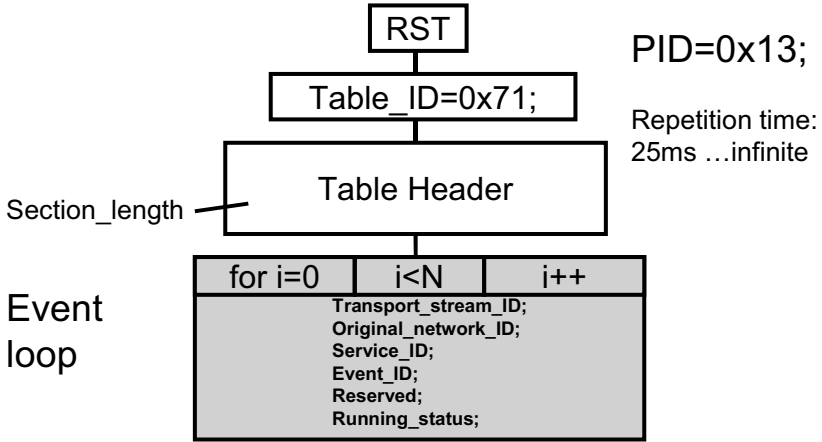 RST
PID=0x13;
Table_ID=0x71;
Repetition time:
25ms …infinite
Table Header
Section_length
for i=0 i<N i++
Event
loop
Transport_stream_ID;
Original_network_ID;
Service_ID;
Event_ID;
Reserved;
Running_status;